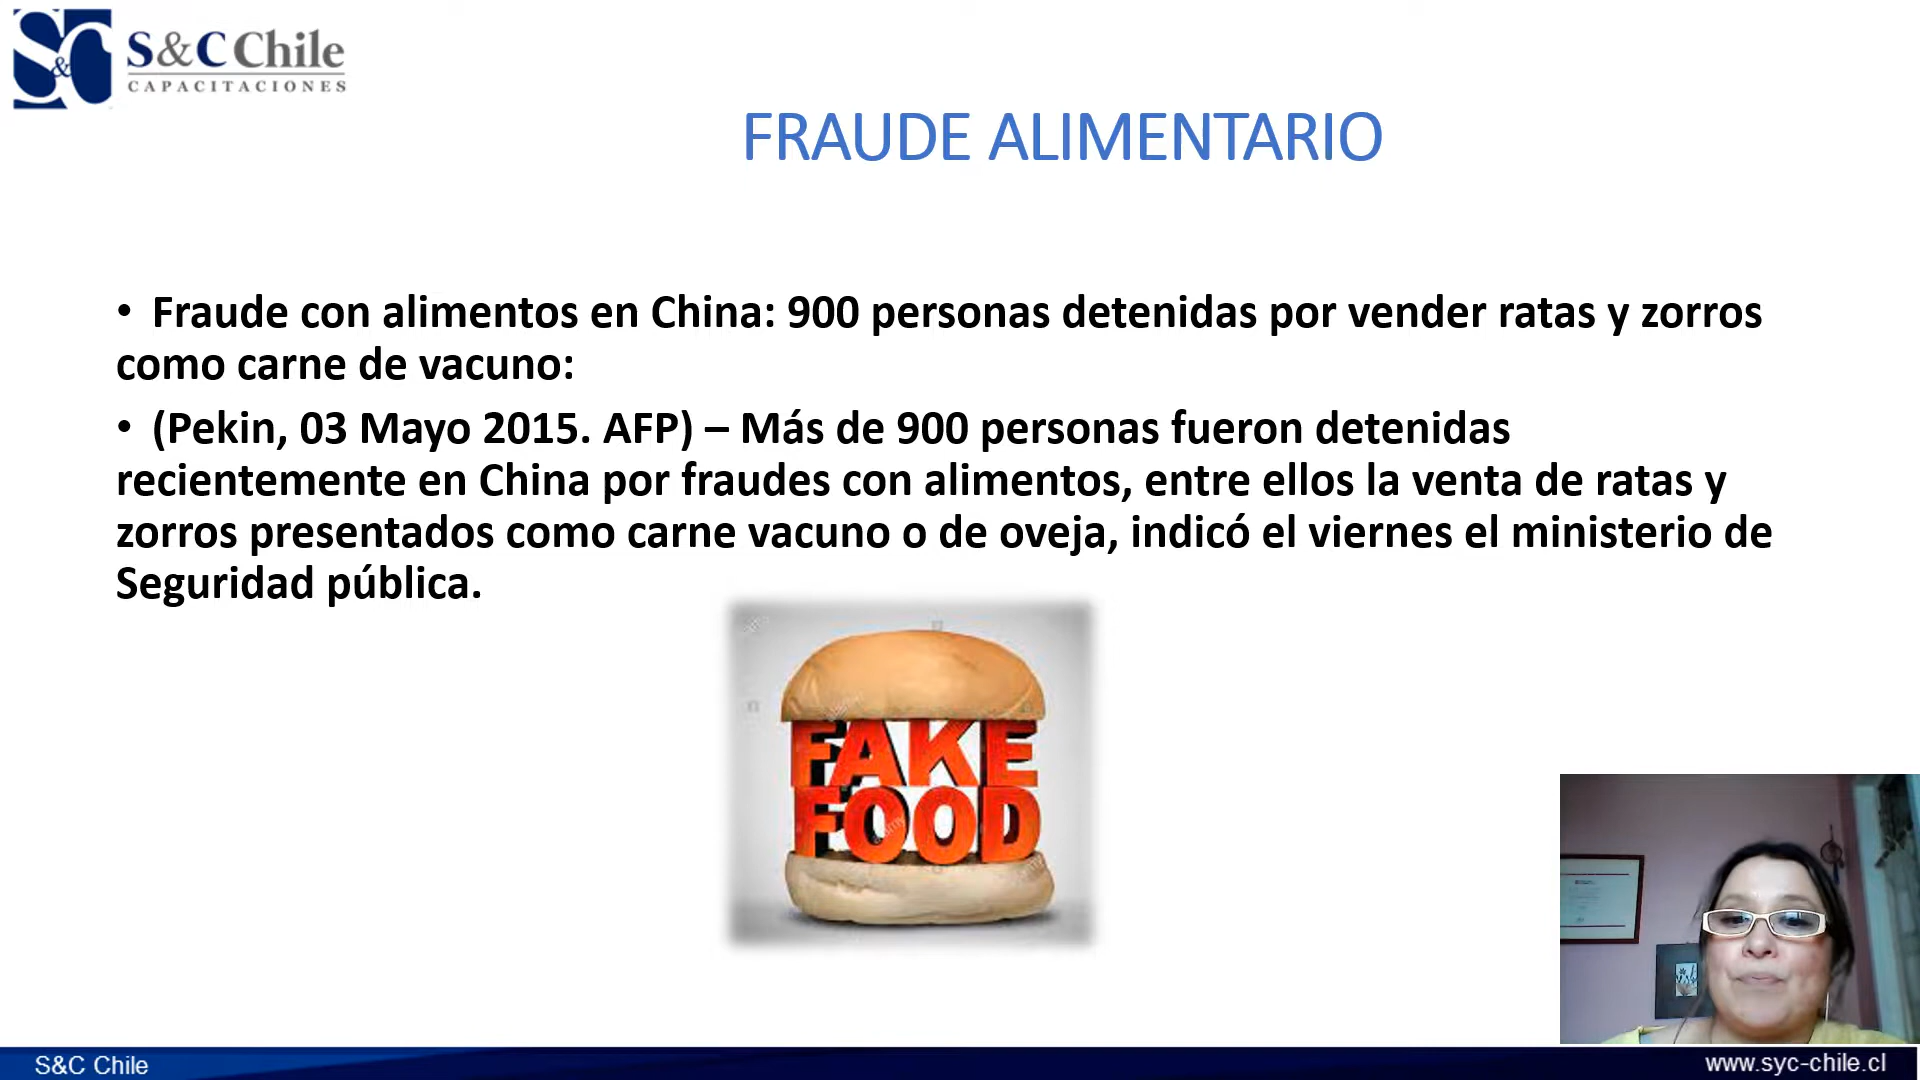 S&C
S&C Chile
CAPACITACIONES
FRAUDE ALIMENTARIO
• Fraude con alimentos en China: 900 personas detenidas por vender ratas y zorros
como carne de vacuno:
• (Pekin, 03 Mayo 2015. AFP) – Más de 900 personas fueron detenidas
recientemente en China por fraudes con alimentos, entre ellos la venta de ratas y
zorros presentados como carne vacuno o de oveja, indicó el viernes el ministerio de
Seguridad pública.
FAKE
FOOD
S&C Chile
www.syc-chile.cl